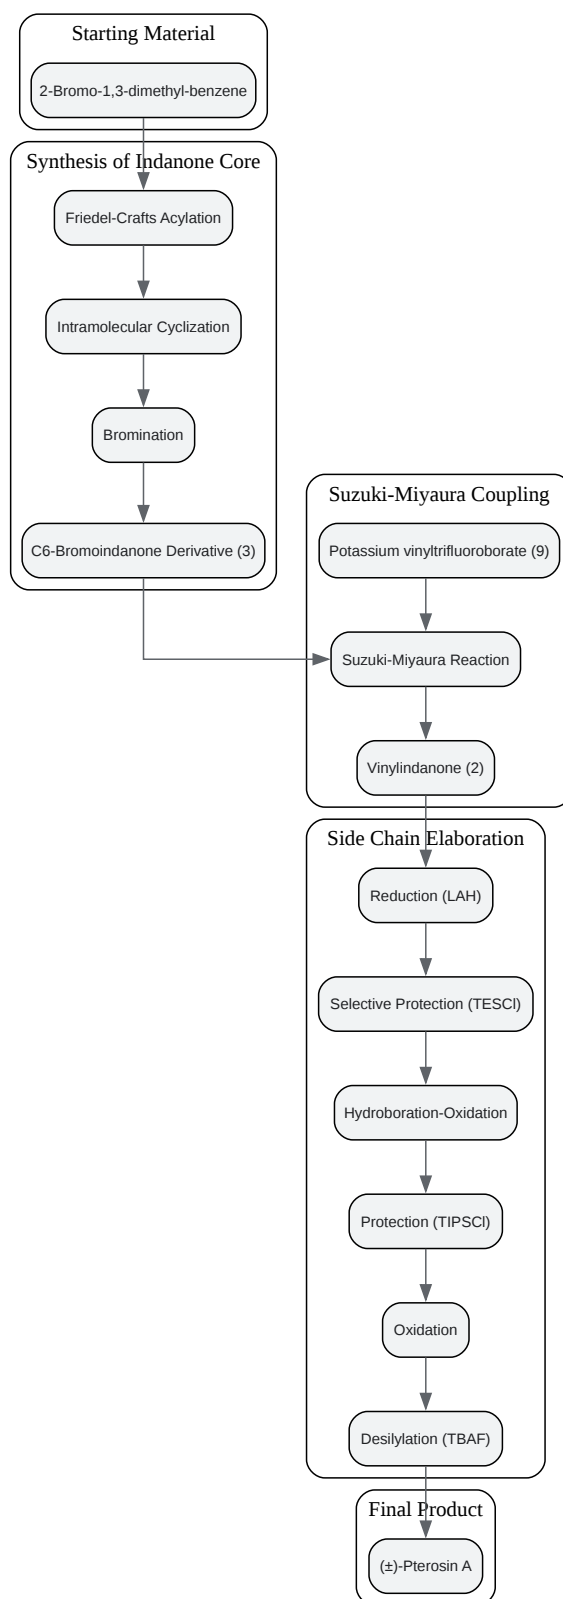 Starting Material
2-Bromo-1,3-dimethyl-benzene
Synthesis of Indanone Core
Friedel-Crafts Acylation
Intramolecular Cyclization
Bromination
C6-Bromoindanone Derivative (3)
Suzuki-Miyaura Coupling
Potassium vinyltrifluoroborate (9)
Suzuki-Miyaura Reaction
Vinylindanone (2)
Side Chain Elaboration
Reduction (LAH)
Selective Protection (TESCl)
Hydroboration-Oxidation
Protection (TIPSCl)
Oxidation
Desilylation (TBAF)
Final Product
(±)-Pterosin A